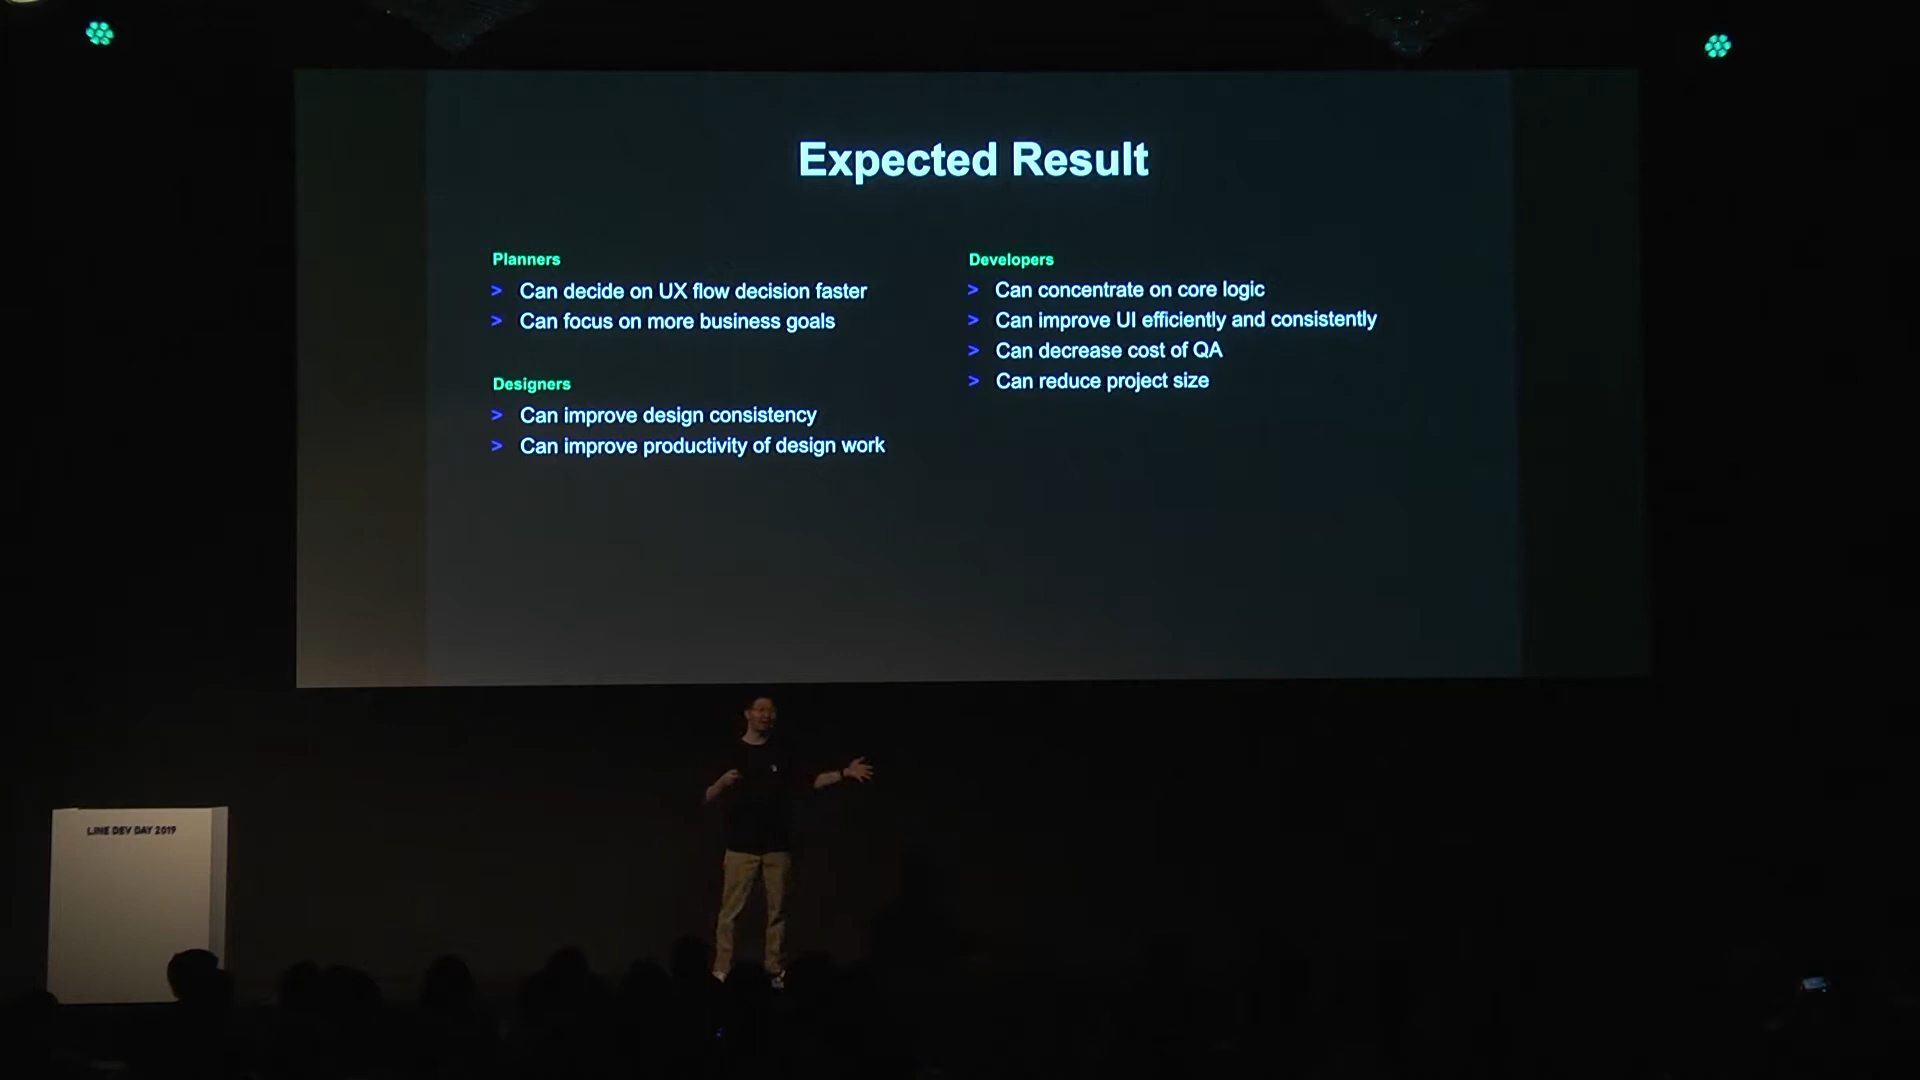 Expected Result
Planners
> Can decide on UX flow decision faster
> Can focus on more business goals
Designers
> Can improve design consistency
> Can improve productivity of design work
Developers
> Can concentrate on core logic
> Can improve UI efficiently and consistently
> Can decrease cost of QA
> Can reduce project size
LINE DEV DAY 2019